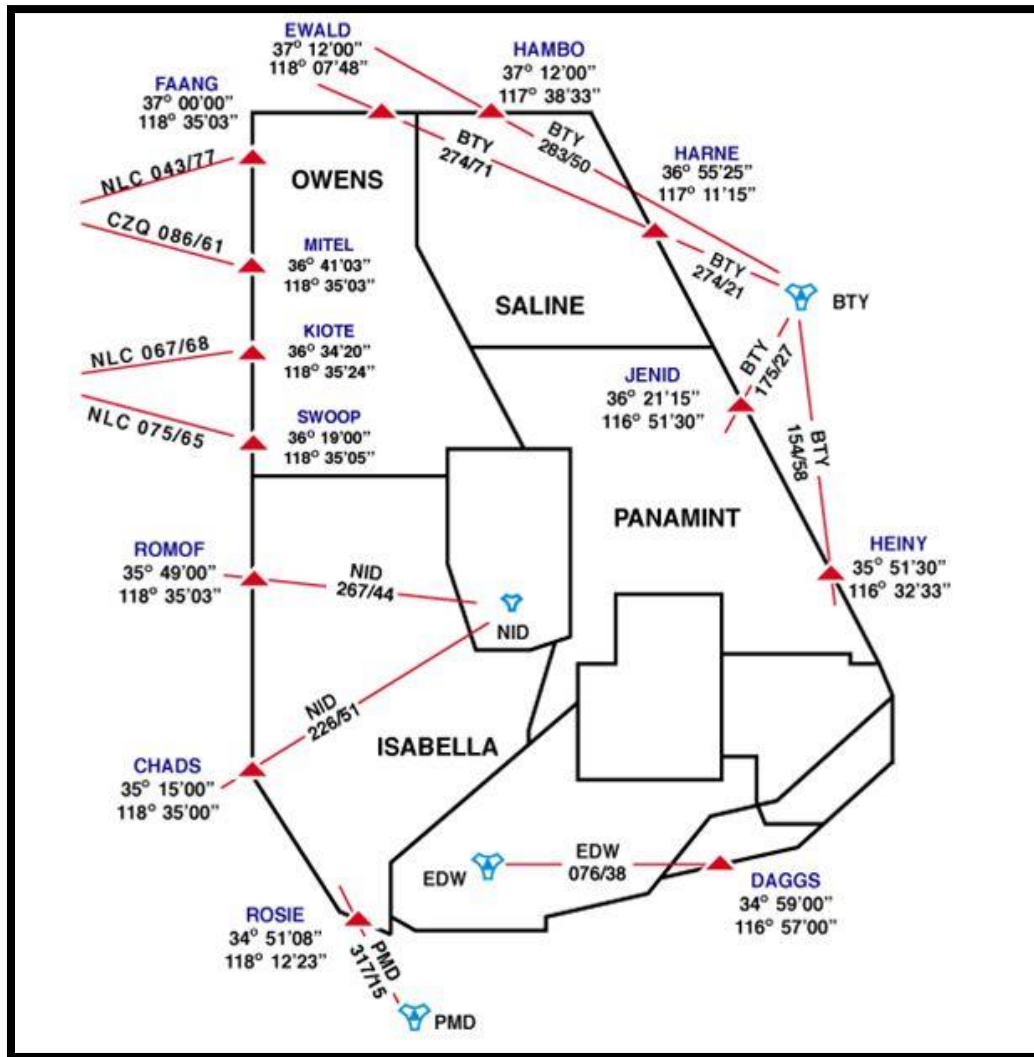 EWALD
37° 12'00"
118° 07'48"
HAMBO
37° 12'00"
117° 38'33"
FAANG
37° 00'00"
118° 35'03"
BTY
283/50
BTY
274/71
HARNE
36° 55'25"
117° 11'15"
NLC 043/77
OWENS
CZQ 086/61
MITEL
36° 41'03"
118° 35'03"
BTY
274/21
BTY
SALINE
KIOTE
36° 34'20"
118° 35'24"
NLC 067/68
BTY
175/27
JENID
36° 21'15"
116° 51'30"
SWOOP
36° 19'00"
118° 35'05"
NLC 075/65
BTY
154/58
PANAMINT
ROMOF
35° 49'00"
118° 35'03"
NID
267/44
HEINY
35° 51'30"
116° 32'33"
NID
NID
226/51
ISABELLA
CHADS
35° 15'00"
118° 35'00"
EDW
EDW
076/38
DAGGS
34° 59'00"
116° 57'00"
ROSIE
34° 51'08"
118° 12'23"
PMD
317/15
PMD